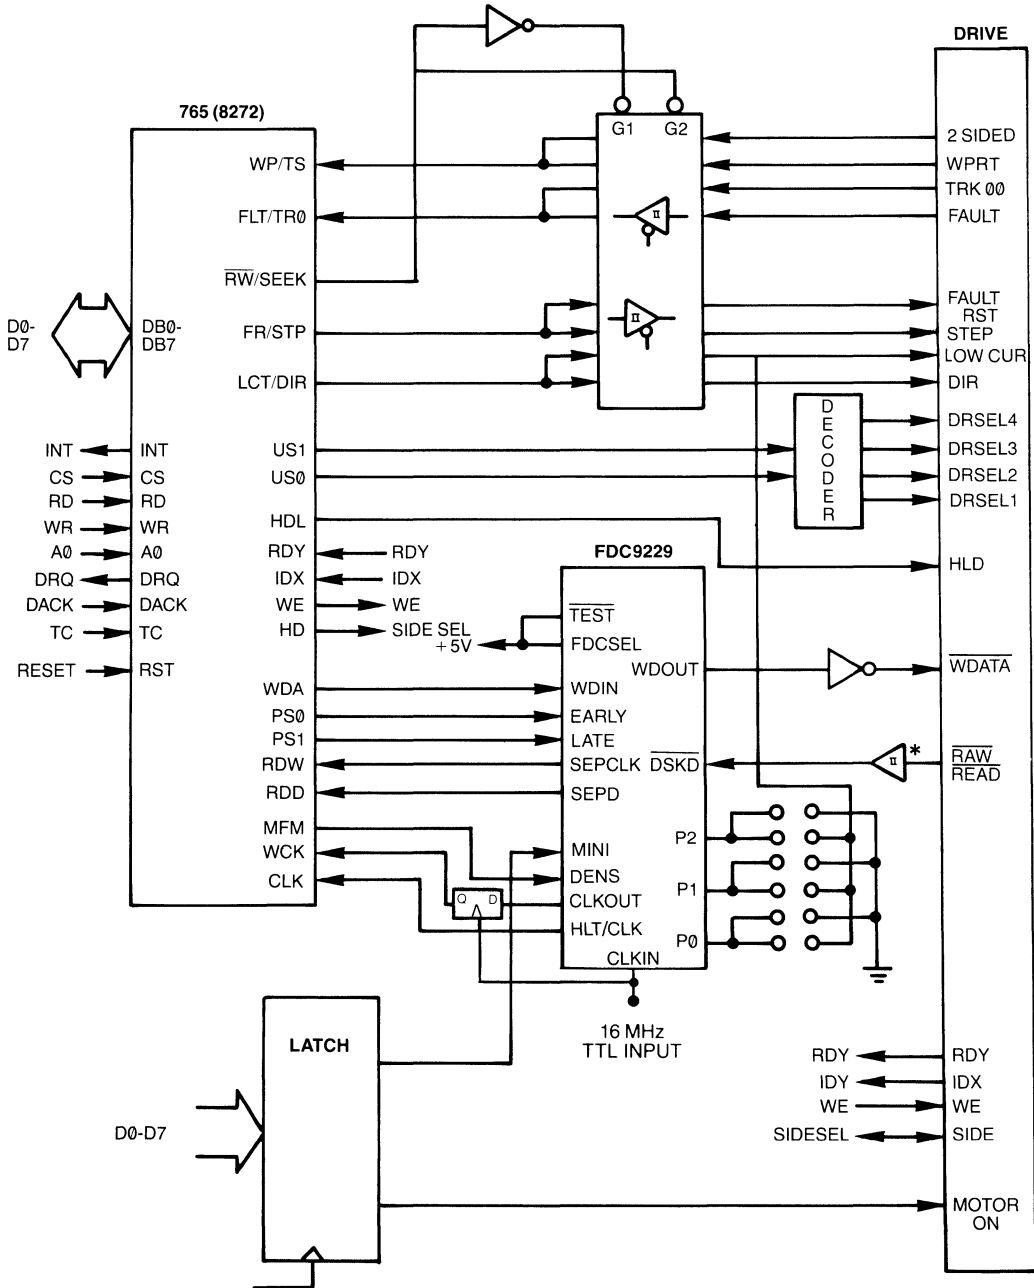 DRIVE
765 (8272)
G1 G2
2 SIDED
WP/TS
WPRT
TRK 00
FLT/TR0
FAULT
II
RW/SEEK
FAULT
RST
D0-
D7
DB0-
DB7
FR/STP
II
STEP
LOW CUR
LCT/DIR
DIR
DECODER
DRSEL4
INT INT
US1
DRSEL3
CS CS
US0
DRSEL2
RD RD
DRSEL1
WR WR
HDL
A0 A0
RDY RDY
FDC9229
DRQ DRQ
IDX IDX
HLD
DACK DACK
WE WE
TEST
TC TC
HD SIDE SEL
+5V
FDCSEL
RESET RST
WDOUT
WDATA
WDA
WDIN
PS0
EARLY
PS1
LATE
*
RDW
SEPCLK DSKD
II
RAW
READ
RDD
SEPD
MFM
P2
WCK
MINI
CLK
DENS
P1
Q D
CLKOUT
HLT/CLK
P0
CLKIN
16 MHz
TTL INPUT
LATCH
RDY RDY
IDY IDX
WE WE
D0-D7
SIDESEL SIDE
MOTOR
ON